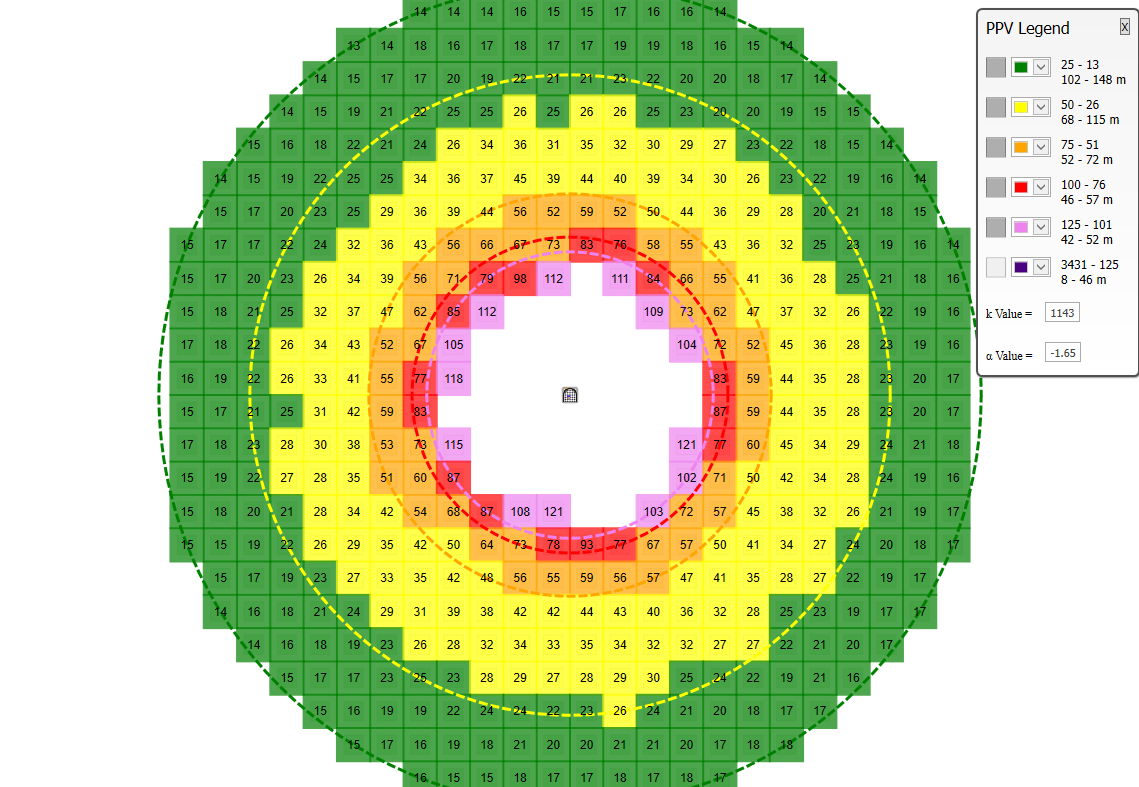 14 14 14 16 15 15 17 16 16 14
PPV Legend X
13 14 18 16 17 18 17 17 19 19 18 16 15 14
25 - 13
102 - 148 m
14 15 17 17 20 19 22 21 21 23 22 20 20 18 17 14
50 - 26
68 - 115 m
14 15 19 21 22 25 25 26 25 26 26 25 23 20 20 19 15 15
15 16 18 22 21 24 26 34 36 31 35 32 30 29 27 23 22 18 15 14
75 - 51
52 - 72 m
14 15 19 22 25 25 34 36 37 45 39 44 40 39 34 30 26 23 22 19 16 14
100 - 76
46 - 57 m
15 17 20 23 25 29 36 39 44 56 52 59 52 50 44 36 29 28 20 21 18 15
125 - 101
42 - 52 m
15 17 17 22 24 32 36 43 56 66 67 73 83 76 58 55 43 36 32 25 23 19 16 14
3431 - 125
8 - 46 m
15 17 20 23 26 34 39 56 71 79 98 112 111 84 66 55 41 36 28 25 20 17 16
k Value = 1143
15 18 21 25 32 37 47 62 85 112 109 73 62 47 37 32 26 22 19 16
17 18 22 26 34 43 52 67 105 104 72 52 45 36 28 23 18 17
α Value = -1.65
16 19 22 26 33 41 55 77 118 83 59 44 35 28 23 20 17
15 17 21 25 31 42 59 83 87 59 44 35 29 23 20 17
17 18 23 28 30 38 53 73 115 121 77 60 45 34 29 24 21 18
15 19 22 27 28 35 51 60 87 102 71 50 42 34 28 24 19 16
15 18 20 21 28 34 42 54 68 87 108 121 103 72 57 45 38 32 26 21 19 17
15 15 19 22 26 29 35 42 50 64 73 78 93 77 67 57 50 41 34 27 24 20 18 17
15 17 19 23 27 33 35 42 48 56 55 59 56 57 47 41 35 28 27 22 19 17
14 16 18 21 24 29 31 39 38 42 42 44 43 40 36 32 28 25 23 19 17 17
14 16 18 19 23 26 28 32 34 33 35 34 32 32 27 27 22 21 20 17
15 17 17 23 25 23 28 29 27 28 29 30 25 24 22 19 21 16
15 16 19 19 22 24 24 22 23 26 24 21 20 18 17 17
15 17 16 19 18 21 20 20 21 21 20 17 18 18
16 15 15 18 17 17 18 17 18 17